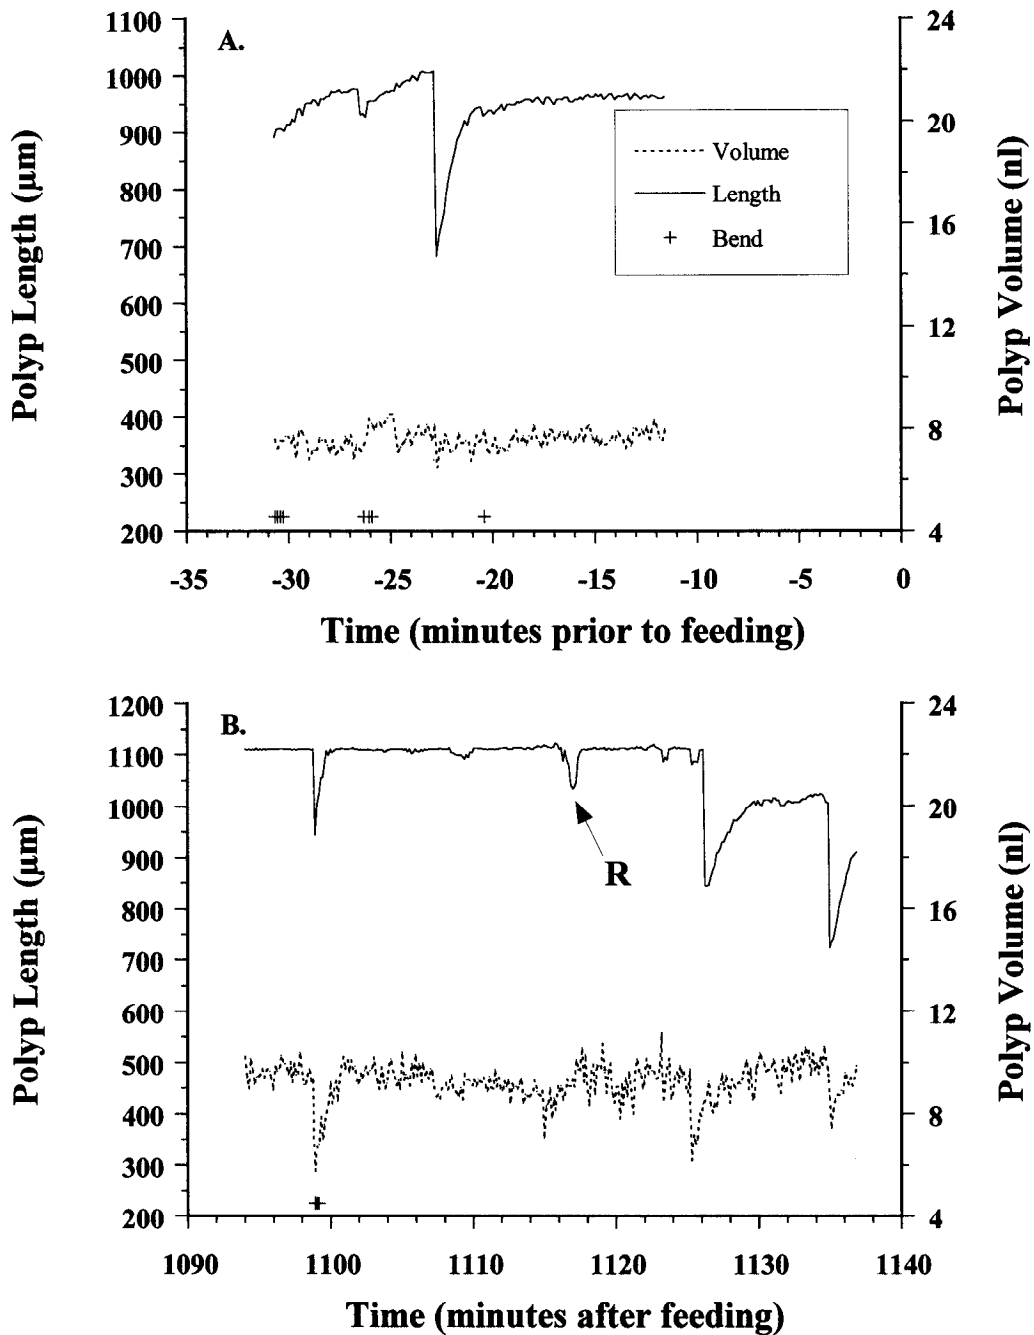 A.
Polyp Length (µm)
1100
1000
900
800
700
600
500
400
300
200
24
20
16
12
8
4
Polyp Volume (nl)
Volume
Length
Bend
-35 -30 -25 -20 -15 -10 -5 0
Time (minutes prior to feeding)
B.
Polyp Length (µm)
1200
1100
1000
900
800
700
600
500
400
300
200
24
20
16
12
8
4
Polyp Volume (nl)
R
1090 1100 1110 1120 1130 1140
Time (minutes after feeding)